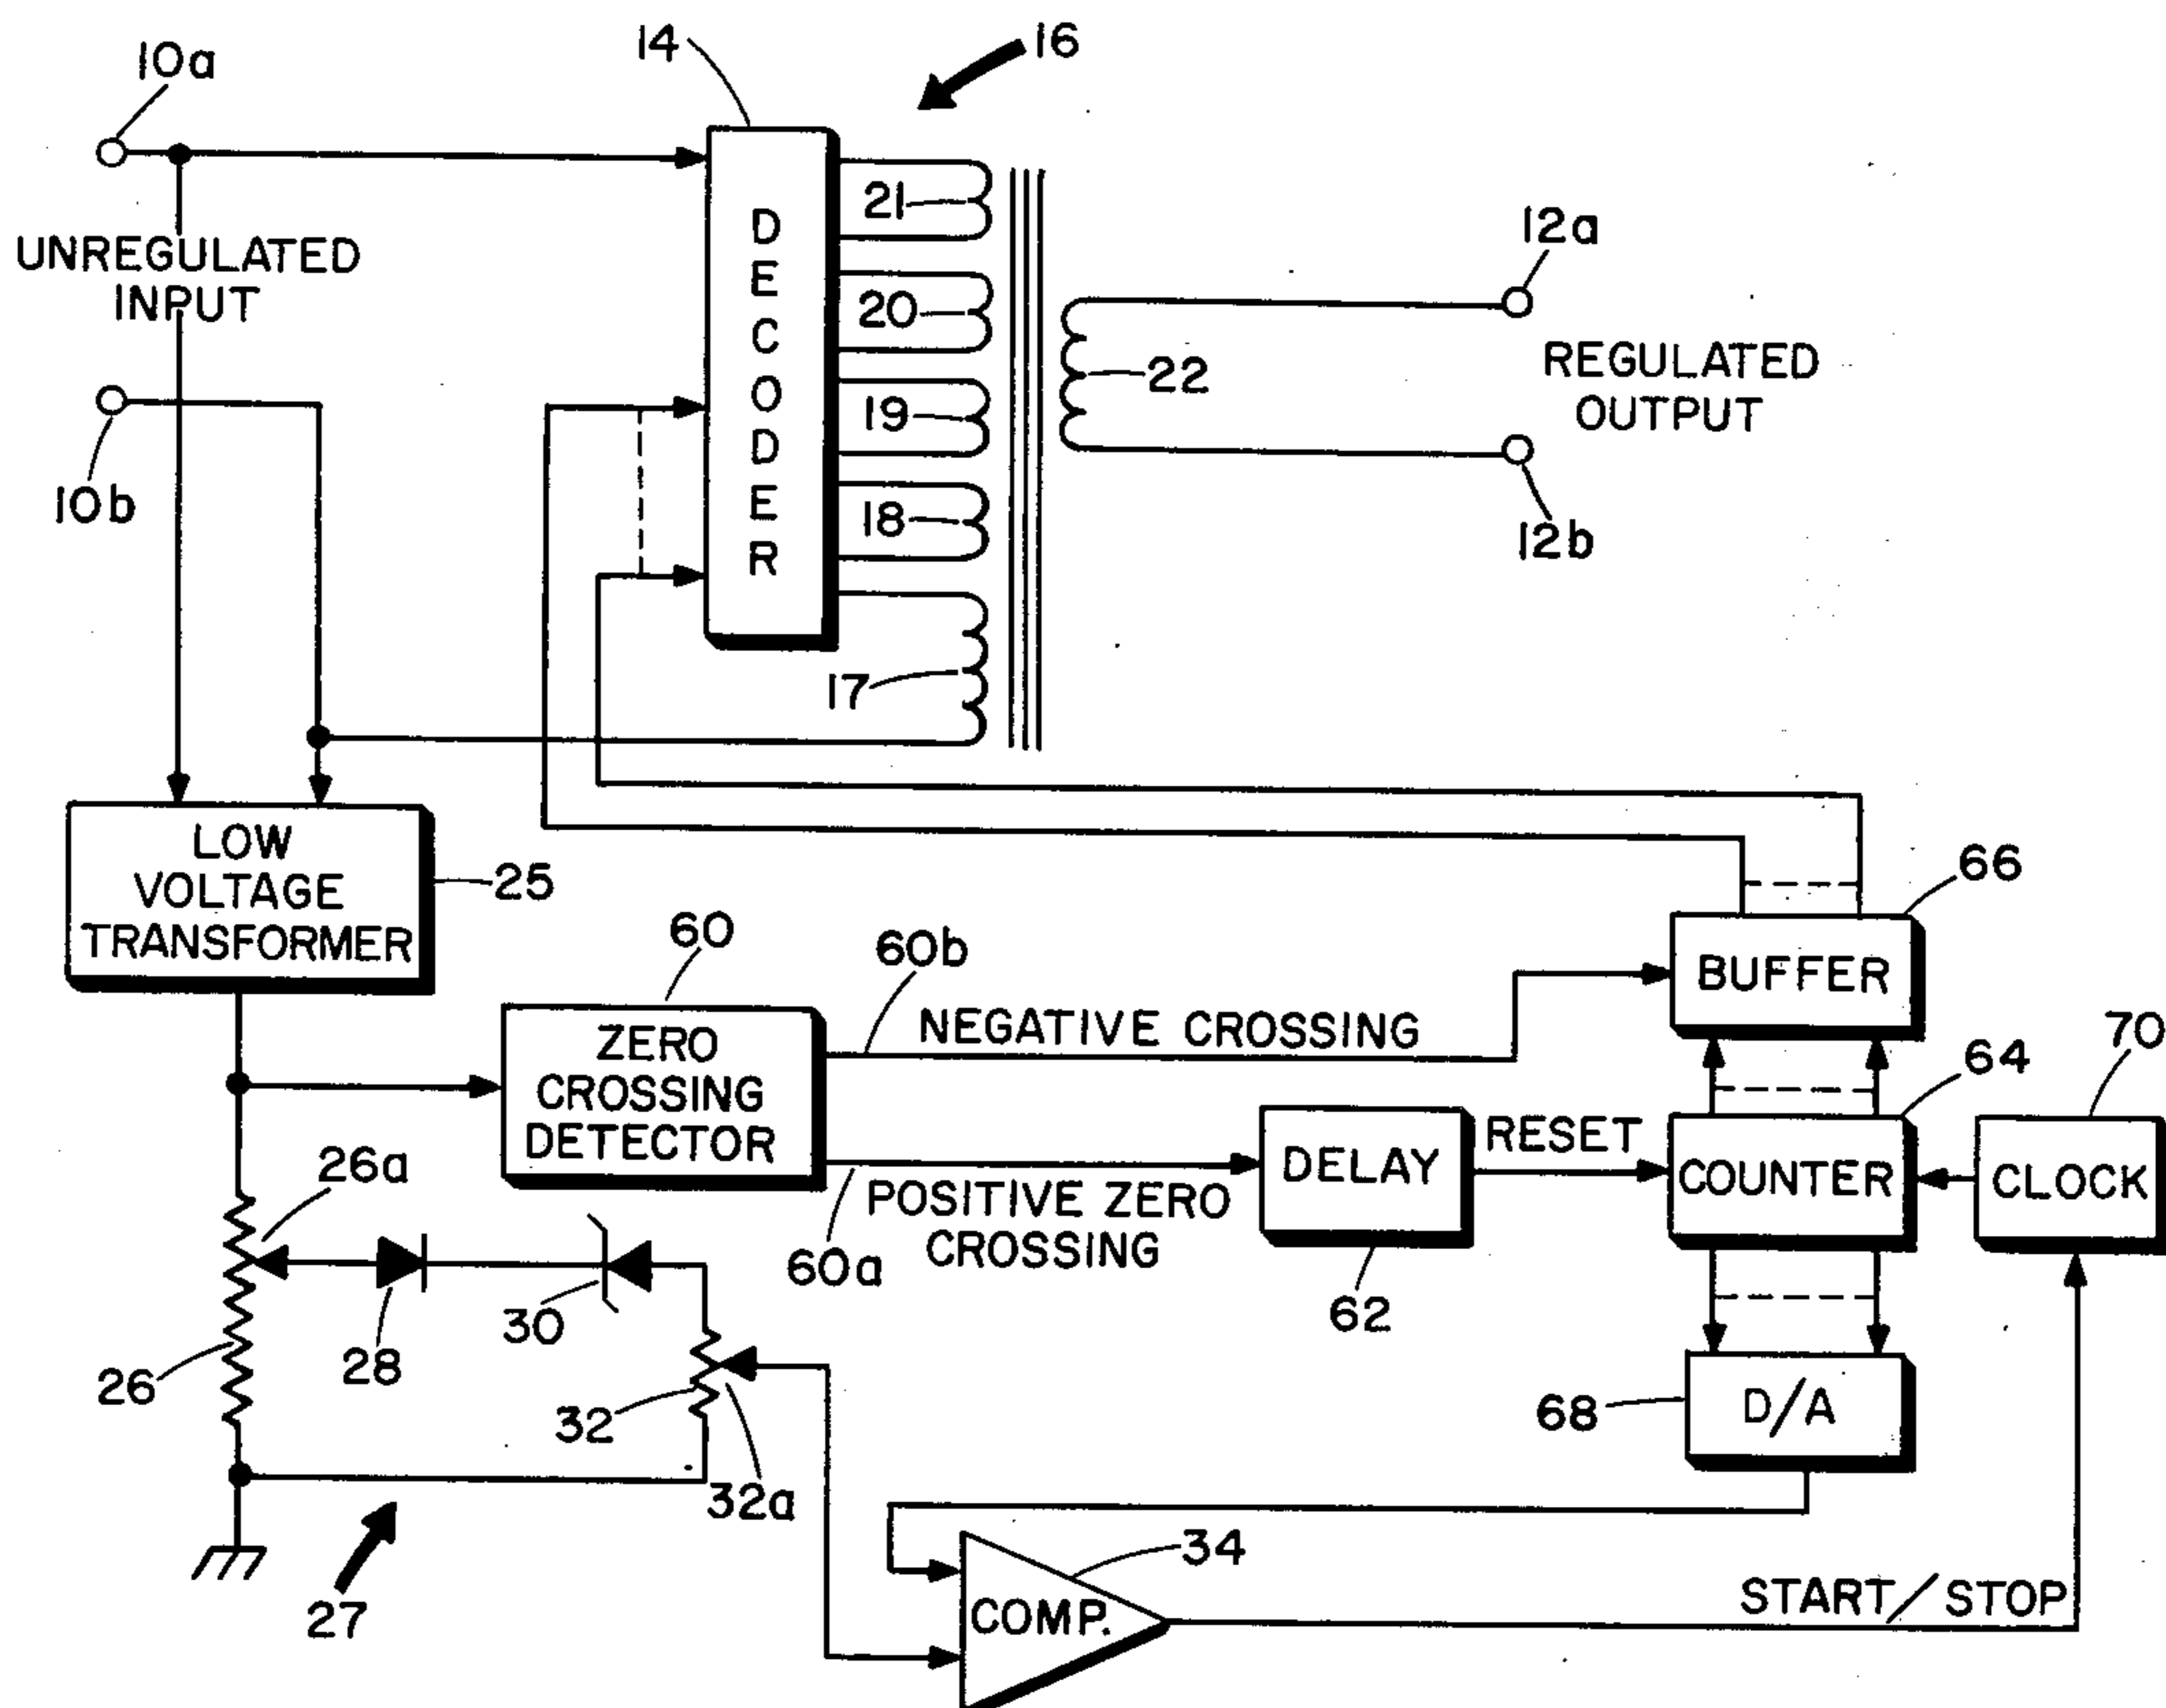 10a
14
16
UNREGULATED
INPUT
10b
DECODER
21
20
19
18
17
22
12a
REGULATED
OUTPUT
12b
LOW
VOLTAGE
TRANSFORMER
25
60
ZERO
CROSSING
DETECTOR
60b
NEGATIVE CROSSING
60a
POSITIVE ZERO
CROSSING
DELAY
62
RESET
66
BUFFER
64
COUNTER
70
CLOCK
68
D/A
26a
26
28
30
32
32a
27
34
COMP.
START/STOP